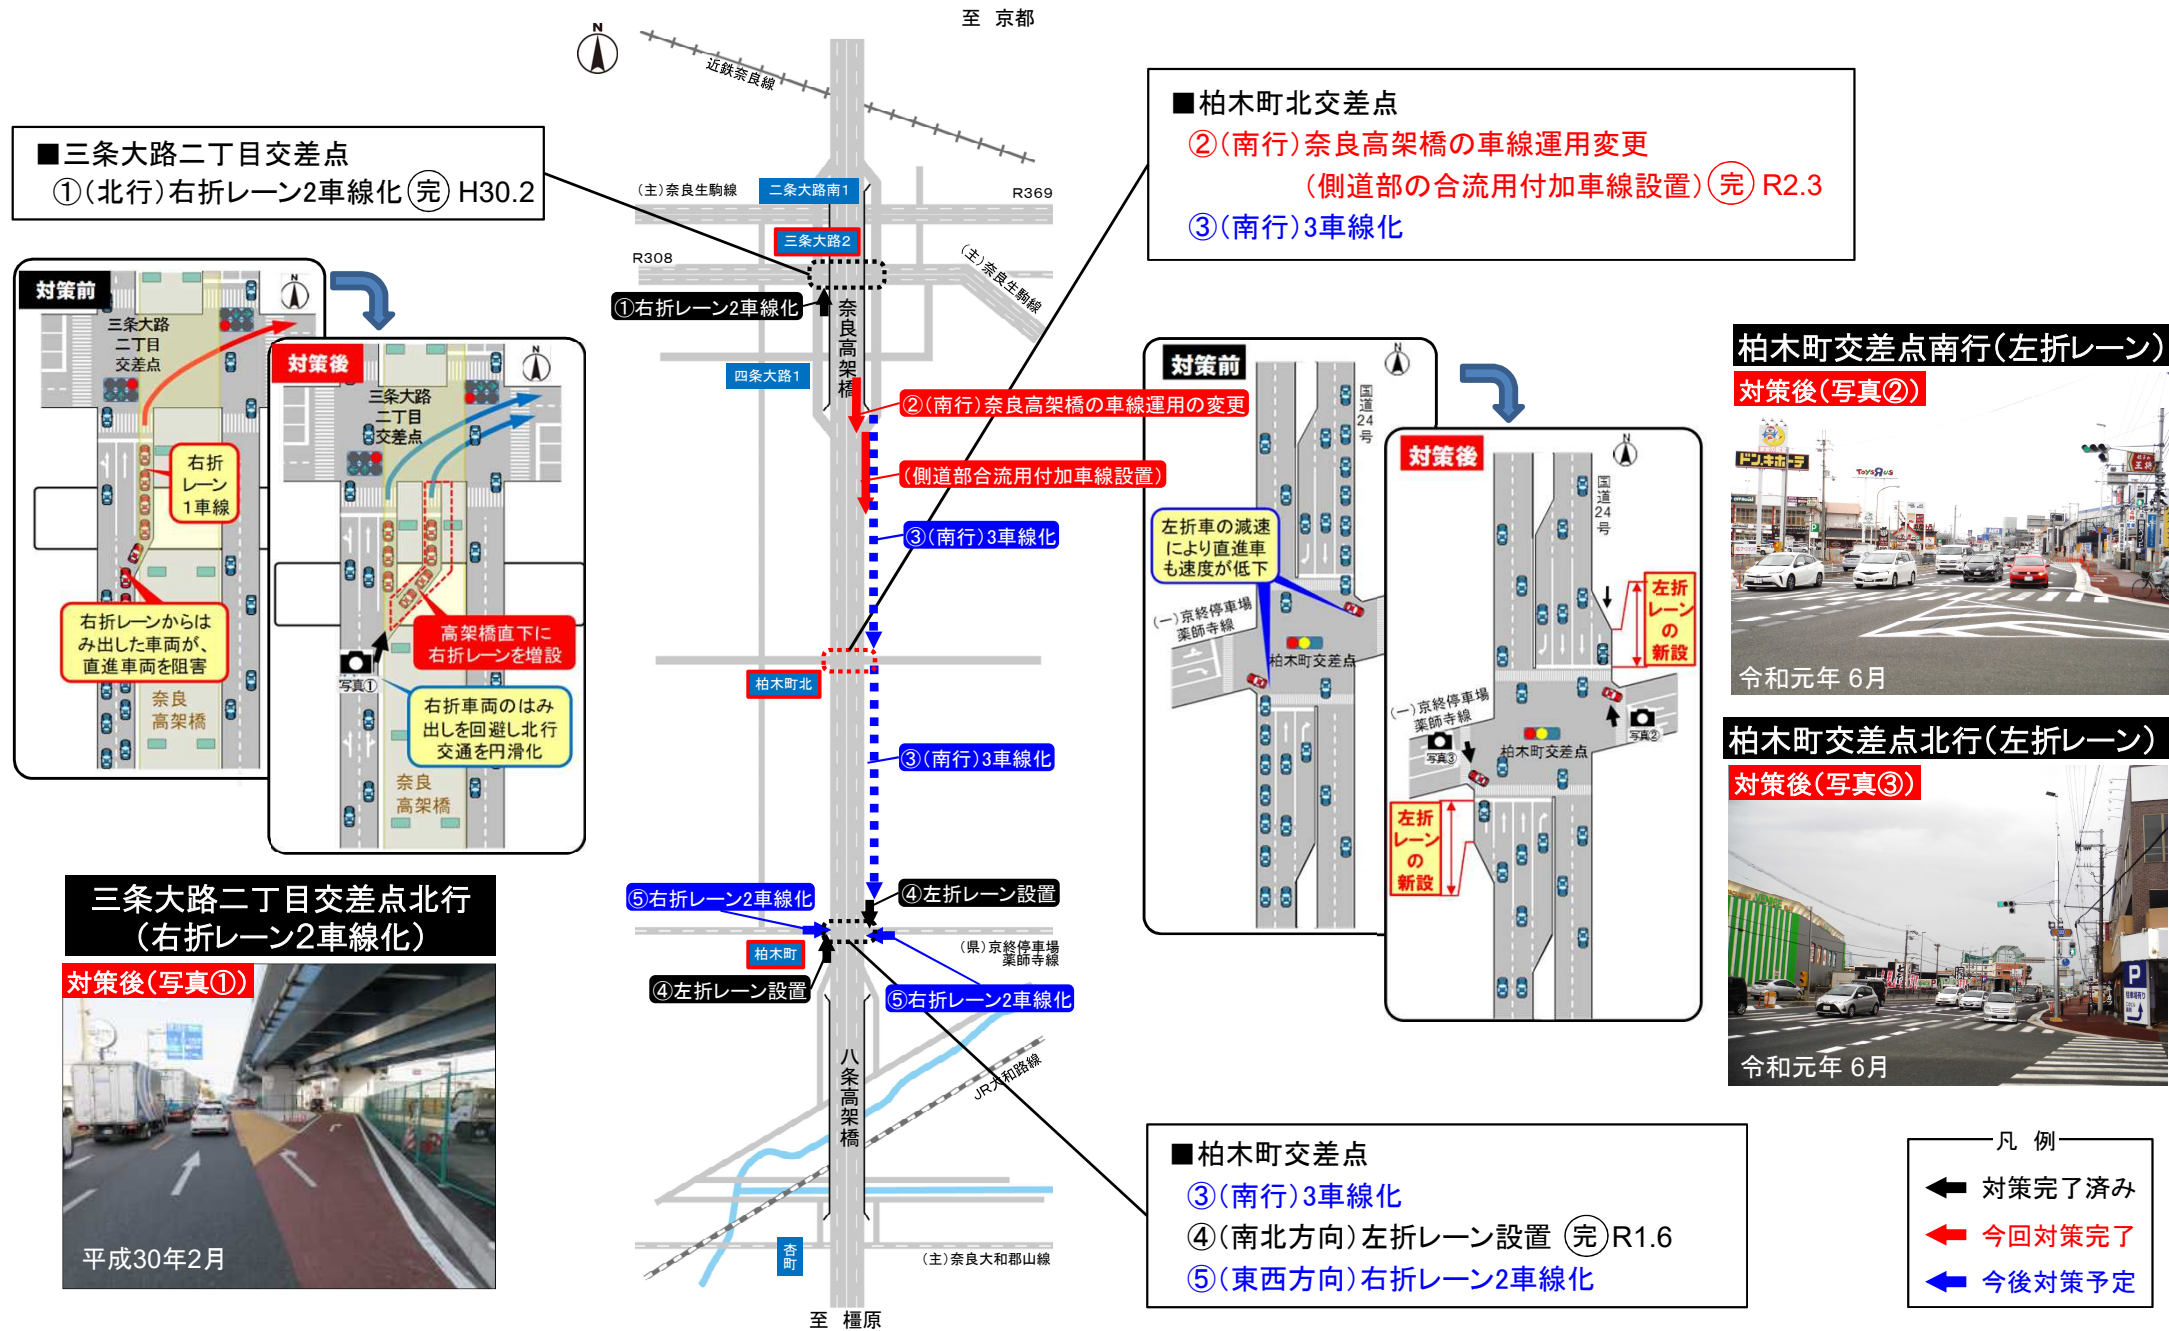 至 京都
近鉄奈良線
N
■三条大路二丁目交差点
①(北行)右折レーン2車線化 完 H30.2
■柏木町北交差点
②(南行)奈良高架橋の車線運用変更
(側道部の合流用付加車線設置) 完 R2.3
③(南行)3車線化
(主)奈良生駒線
二条大路南1
R369
三条大路2
R308
(主)奈良生駒線
①右折レーン2車線化
奈良高架橋
四条大路1
②(南行)奈良高架橋の車線運用の変更
(側道部合流用付加車線設置)
③(南行)3車線化
柏木町北
③(南行)3車線化
⑤右折レーン2車線化
④左折レーン設置
柏木町
(県)京終停車場
薬師寺線
④左折レーン設置
⑤右折レーン2車線化
八条高架橋
JR大和路線
杏町
(主)奈良大和郡山線
至 橿原
対策前
N
三条大路
二丁目
交差点
右折
レーン
1車線
右折レーンからは
み出した車両が、
直進車両を阻害
奈良
高架橋
対策後
N
三条大路
二丁目
交差点
高架橋直下に
右折レーンを増設
写真①
右折車両のはみ
出しを回避し北行
交通を円滑化
奈良
高架橋
三条大路二丁目交差点北行
(右折レーン2車線化)
対策後(写真①)
平成30年2月
対策前
N
国道24号
左折車の減速
により直進車
も速度が低下
(一)京終停車場
薬師寺線
柏木町交差点
対策後
N
国道24号
左折
レーン
の
新設
(一)京終停車場
薬師寺線
写真②
写真③
柏木町交差点
左折
レーン
の
新設
柏木町交差点南行(左折レーン)
対策後(写真②)
ドン.キホーテ
ToysЯus
王将
令和元年 6月
柏木町交差点北行(左折レーン)
対策後(写真③)
P
令和元年 6月
■柏木町交差点
③(南行)3車線化
④(南北方向)左折レーン設置 完 R1.6
⑤(東西方向)右折レーン2車線化
凡 例
対策完了済み
今回対策完了
今後対策予定